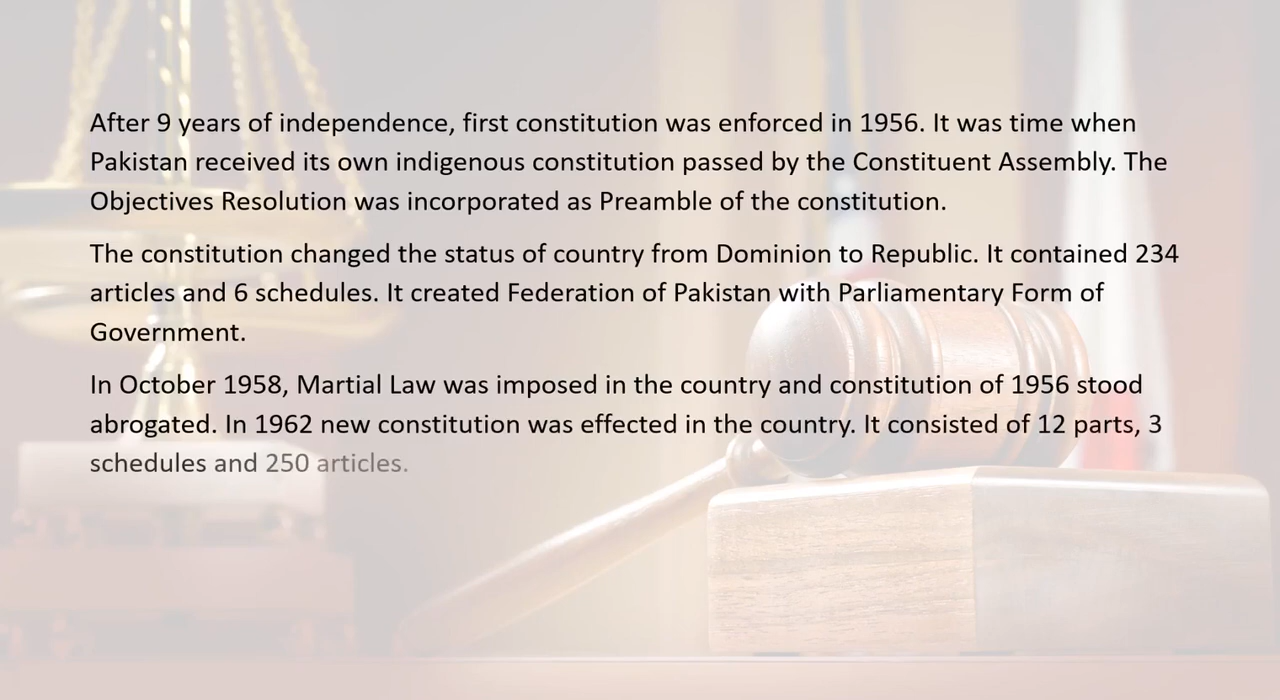 After 9 years of independence, first constitution was enforced in 1956. It was time when
Pakistan received its own indigenous constitution passed by the Constituent Assembly. The
Objectives Resolution was incorporated as Preamble of the constitution.
The constitution changed the status of country from Dominion to Republic. It contained 234
articles and 6 schedules. It created Federation of Pakistan with Parliamentary Form of
Government.
In October 1958, Martial Law was imposed in the country and constitution of 1956 stood
abrogated. In 1962 new constitution was effected in the country. It consisted of 12 parts, 3
schedules and 250 articles.